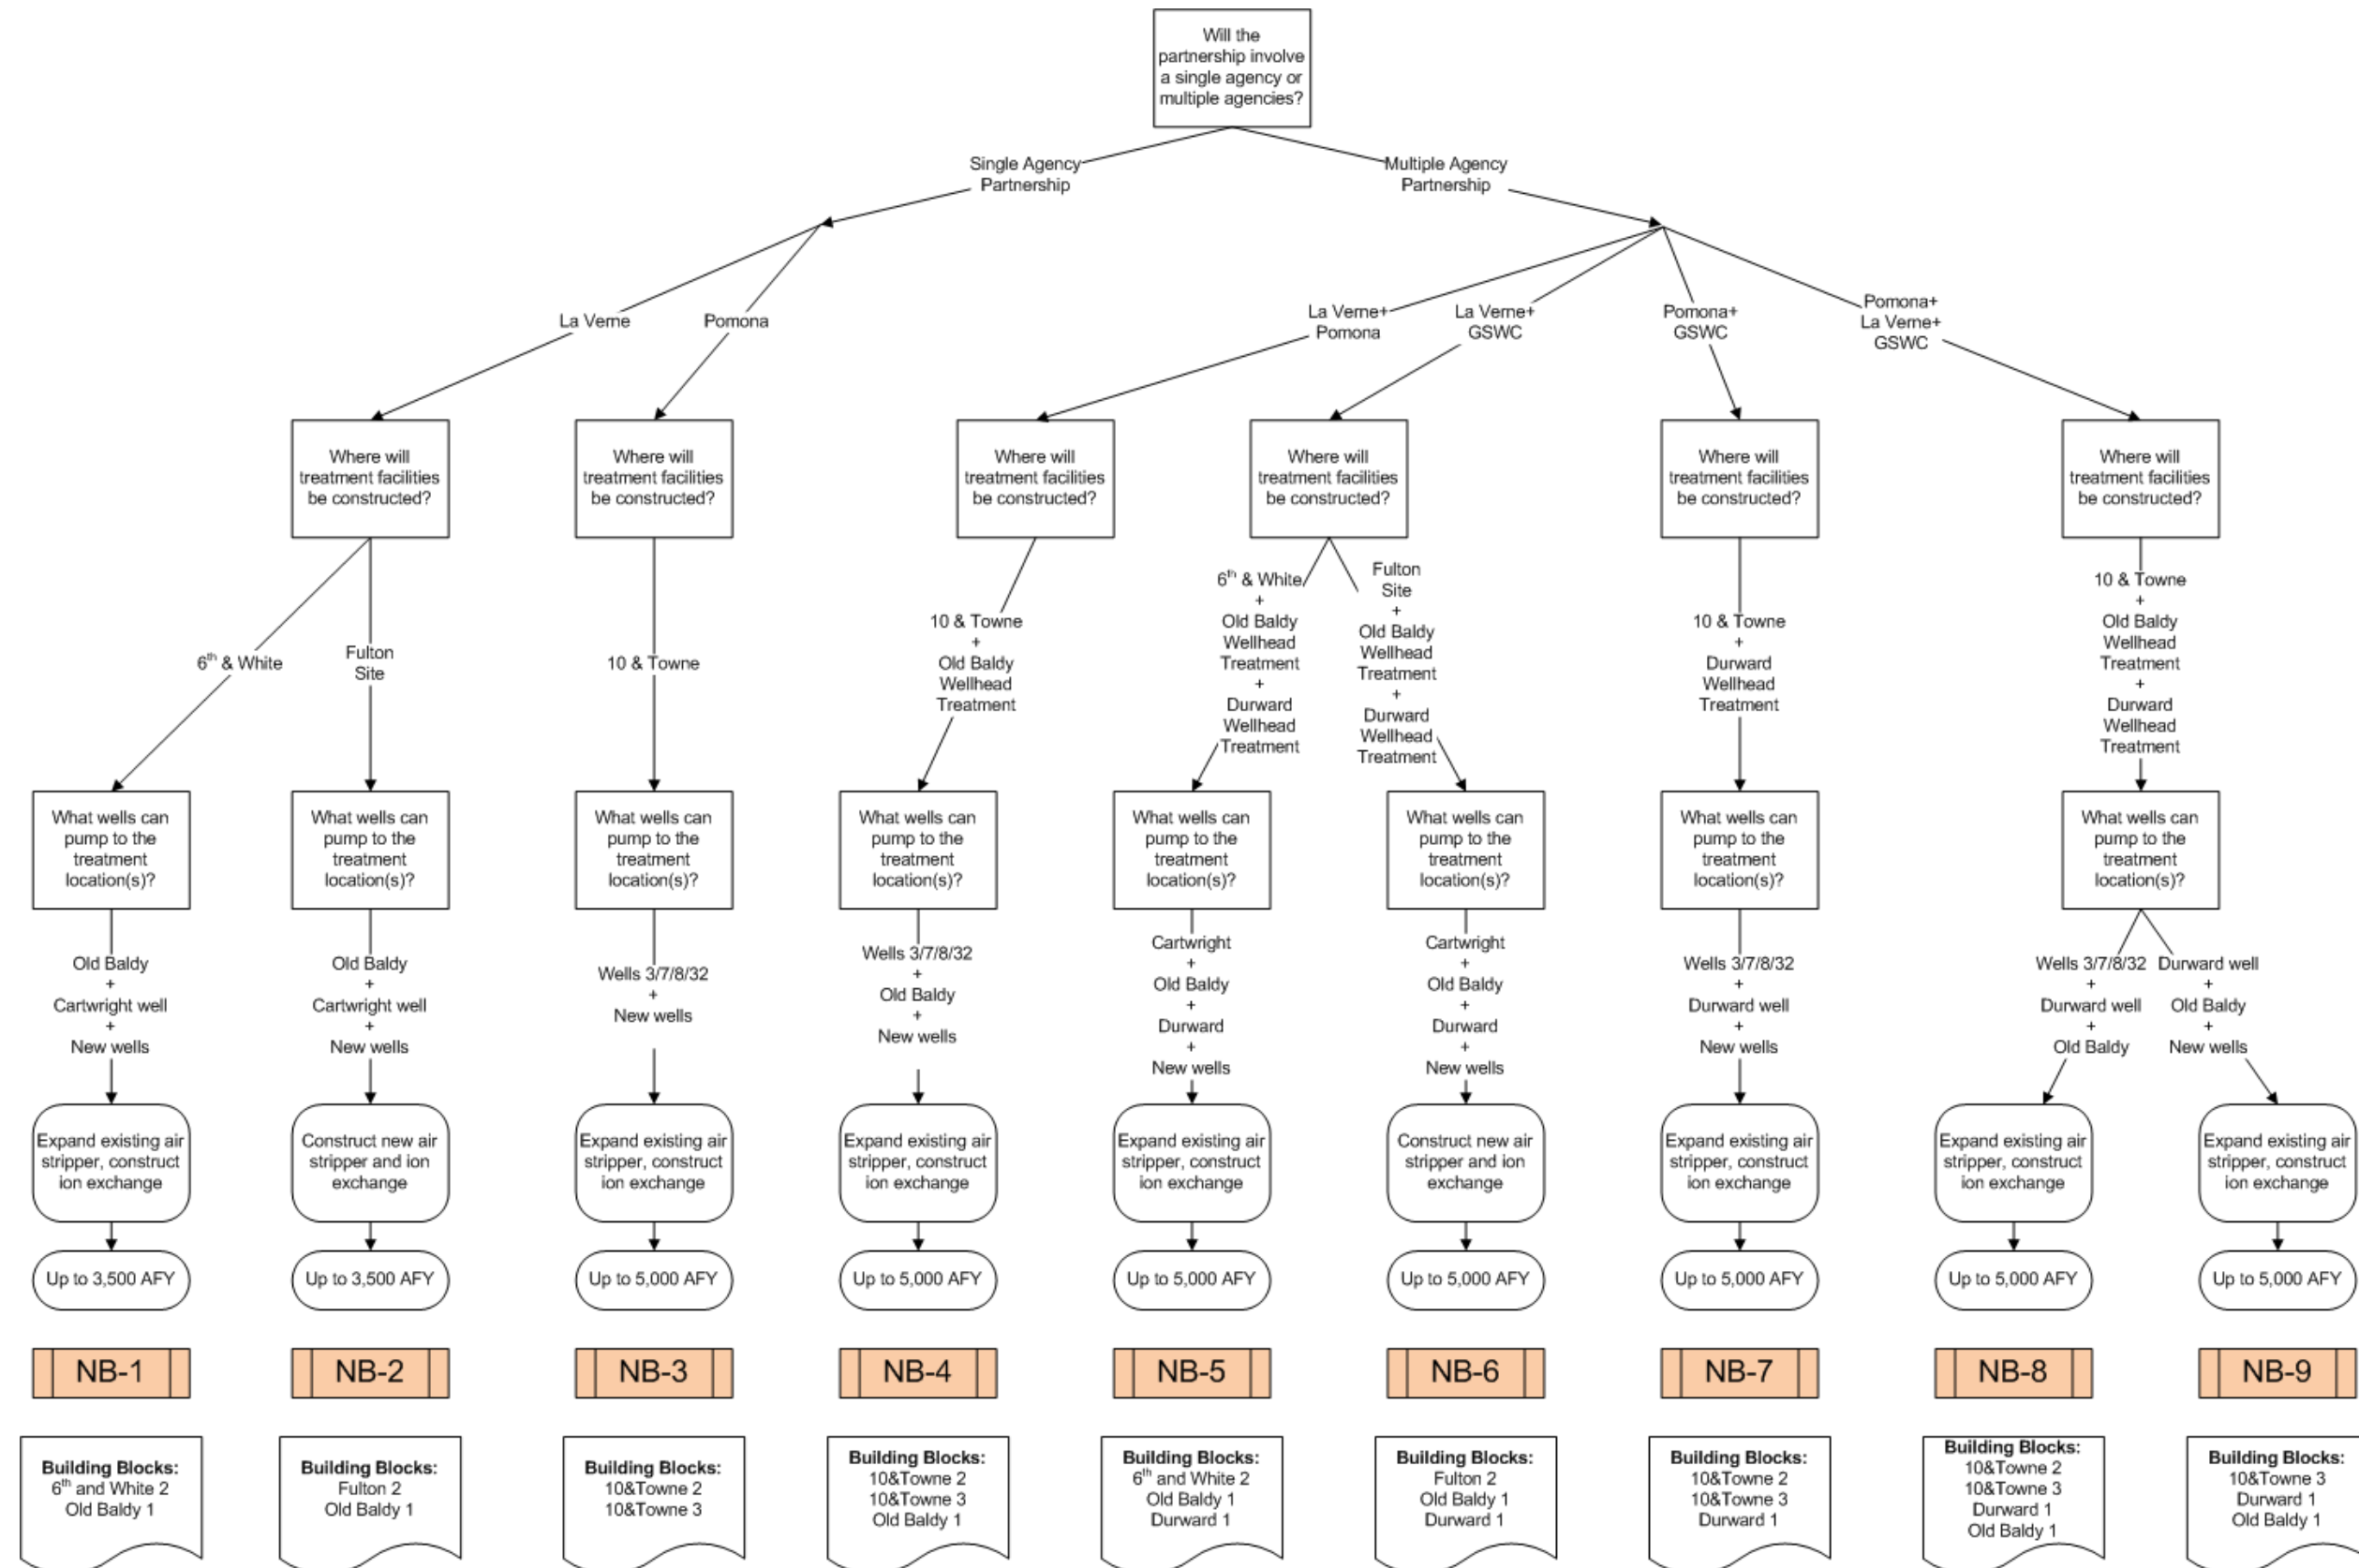 Will the
partnership involve
a single agency or
multiple agencies?
Single Agency
Partnership
Multiple Agency
Partnership
La Verne
Pomona
La Verne+
Pomona
La Verne+
GSWC
Pomona+
GSWC
Pomona+
La Verne+
GSWC
Where will
treatment facilities
be constructed?
Where will
treatment facilities
be constructed?
Where will
treatment facilities
be constructed?
Where will
treatment facilities
be constructed?
Where will
treatment facilities
be constructed?
Where will
treatment facilities
be constructed?
6th & White
Fulton
Site
10 & Towne
10 & Towne
+
Old Baldy
Wellhead
Treatment
6th & White
+
Old Baldy
Wellhead
Treatment
+
Durward
Wellhead
Treatment
Fulton
Site
+
Old Baldy
Wellhead
Treatment
+
Durward
Wellhead
Treatment
10 & Towne
+
Durward
Wellhead
Treatment
10 & Towne
+
Old Baldy
Wellhead
Treatment
+
Durward
Wellhead
Treatment
What wells can
pump to the
treatment
location(s)?
What wells can
pump to the
treatment
location(s)?
What wells can
pump to the
treatment
location(s)?
What wells can
pump to the
treatment
location(s)?
What wells can
pump to the
treatment
location(s)?
What wells can
pump to the
treatment
location(s)?
What wells can
pump to the
treatment
location(s)?
What wells can
pump to the
treatment
location(s)?
Old Baldy
+
Cartwright well
+
New wells
Old Baldy
+
Cartwright well
+
New wells
Wells 3/7/8/32
+
New wells
Wells 3/7/8/32
+
Old Baldy
+
New wells
Cartwright
+
Old Baldy
+
Durward
+
New wells
Cartwright
+
Old Baldy
+
Durward
+
New wells
Wells 3/7/8/32
+
Durward well
+
New wells
Wells 3/7/8/32
+
Durward well
+
Old Baldy
Durward well
+
Old Baldy
+
New wells
Expand existing air
stripper, construct
ion exchange
Construct new air
stripper and ion
exchange
Expand existing air
stripper, construct
ion exchange
Expand existing air
stripper, construct
ion exchange
Expand existing air
stripper, construct
ion exchange
Construct new air
stripper and ion
exchange
Expand existing air
stripper, construct
ion exchange
Expand existing air
stripper, construct
ion exchange
Expand existing air
stripper, construct
ion exchange
Up to 3,500 AFY
Up to 3,500 AFY
Up to 5,000 AFY
Up to 5,000 AFY
Up to 5,000 AFY
Up to 5,000 AFY
Up to 5,000 AFY
Up to 5,000 AFY
Up to 5,000 AFY
NB-1
NB-2
NB-3
NB-4
NB-5
NB-6
NB-7
NB-8
NB-9
Building Blocks:
6th and White 2
Old Baldy 1
Building Blocks:
Fulton 2
Old Baldy 1
Building Blocks:
10&Towne 2
10&Towne 3
Building Blocks:
10&Towne 2
10&Towne 3
Old Baldy 1
Building Blocks:
6th and White 2
Old Baldy 1
Durward 1
Building Blocks:
Fulton 2
Old Baldy 1
Durward 1
Building Blocks:
10&Towne 2
10&Towne 3
Durward 1
Building Blocks:
10&Towne 2
10&Towne 3
Durward 1
Old Baldy 1
Building Blocks:
10&Towne 3
Durward 1
Old Baldy 1